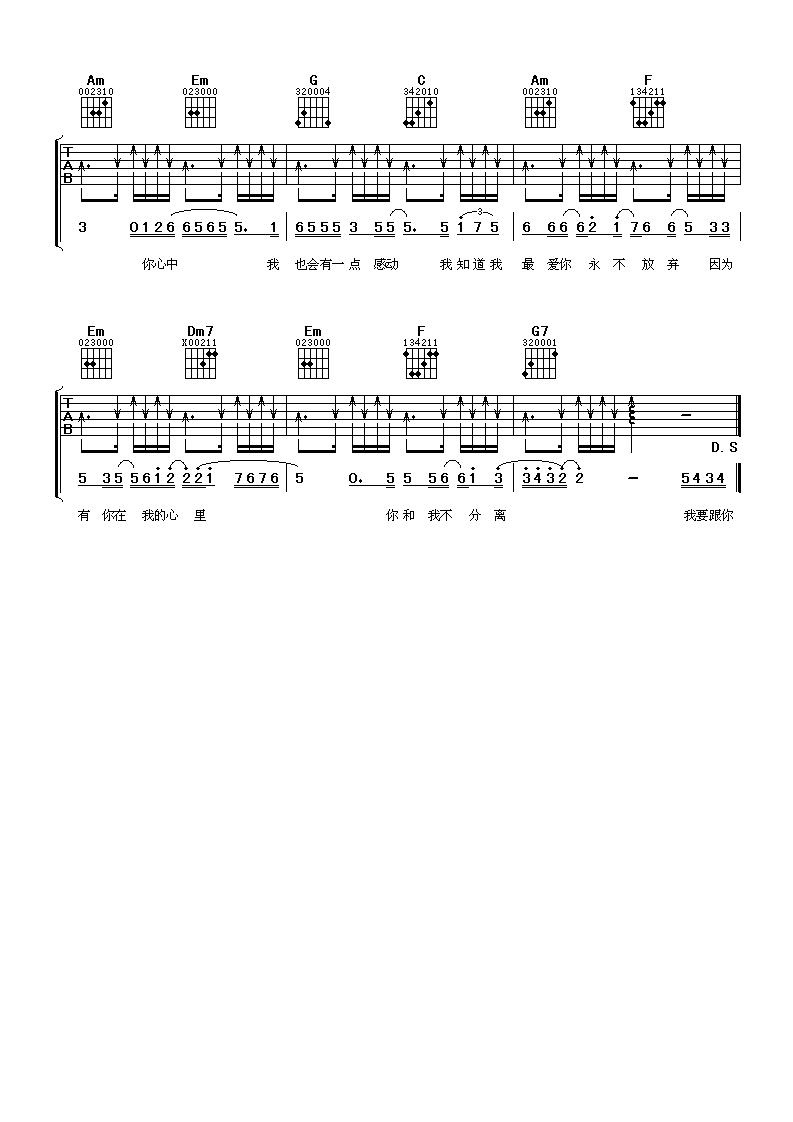 Am Em G C Am F
002310 023000 320004 342010 002310 134211
T
A
B
3 0126 6565 5. 1 6555 3 55 5. 5 175 6 66 62 1 76 6 5 33
3
你心中 我 也会有一点 感动 我知道我 最 爱你 永 不 放 弃 因为
Em Dm7 Em F G7
023000 X00211 023000 134211 320001
T
A
B
D.S
5 35 5612 221 7676 5 0. 5 5 56 61 3 3432 2 – 5434
有 你在 我的心 里 你和 我不 分 离 我要跟你